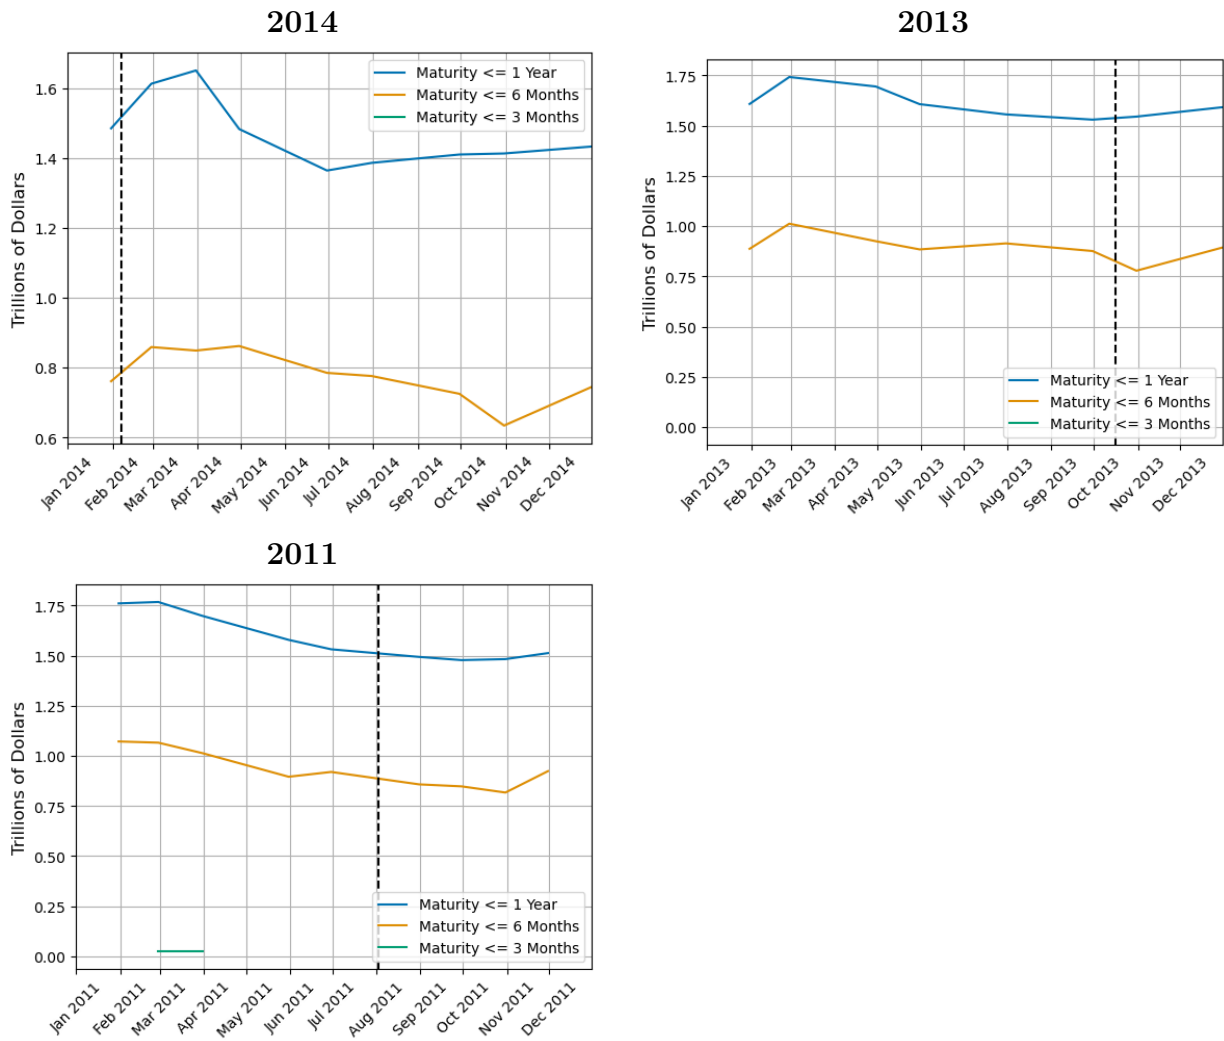 2014
1.6
1.4
1.2
1.0
0.8
0.6
Trillions of Dollars
Maturity <= 1 Year
Maturity <= 6 Months
Maturity <= 3 Months
Jan 2014
Feb 2014
Mar 2014
Apr 2014
May 2014
Jun 2014
Jul 2014
Aug 2014
Sep 2014
Oct 2014
Nov 2014
Dec 2014
2013
1.75
1.50
1.25
1.00
0.75
0.50
0.25
0.00
Trillions of Dollars
Maturity <= 1 Year
Maturity <= 6 Months
Maturity <= 3 Months
Jan 2013
Feb 2013
Mar 2013
Apr 2013
May 2013
Jun 2013
Jul 2013
Aug 2013
Sep 2013
Oct 2013
Nov 2013
Dec 2013
2011
1.75
1.50
1.25
1.00
0.75
0.50
0.25
0.00
Trillions of Dollars
Maturity <= 1 Year
Maturity <= 6 Months
Maturity <= 3 Months
Jan 2011
Feb 2011
Mar 2011
Apr 2011
May 2011
Jun 2011
Jul 2011
Aug 2011
Sep 2011
Oct 2011
Nov 2011
Dec 2011